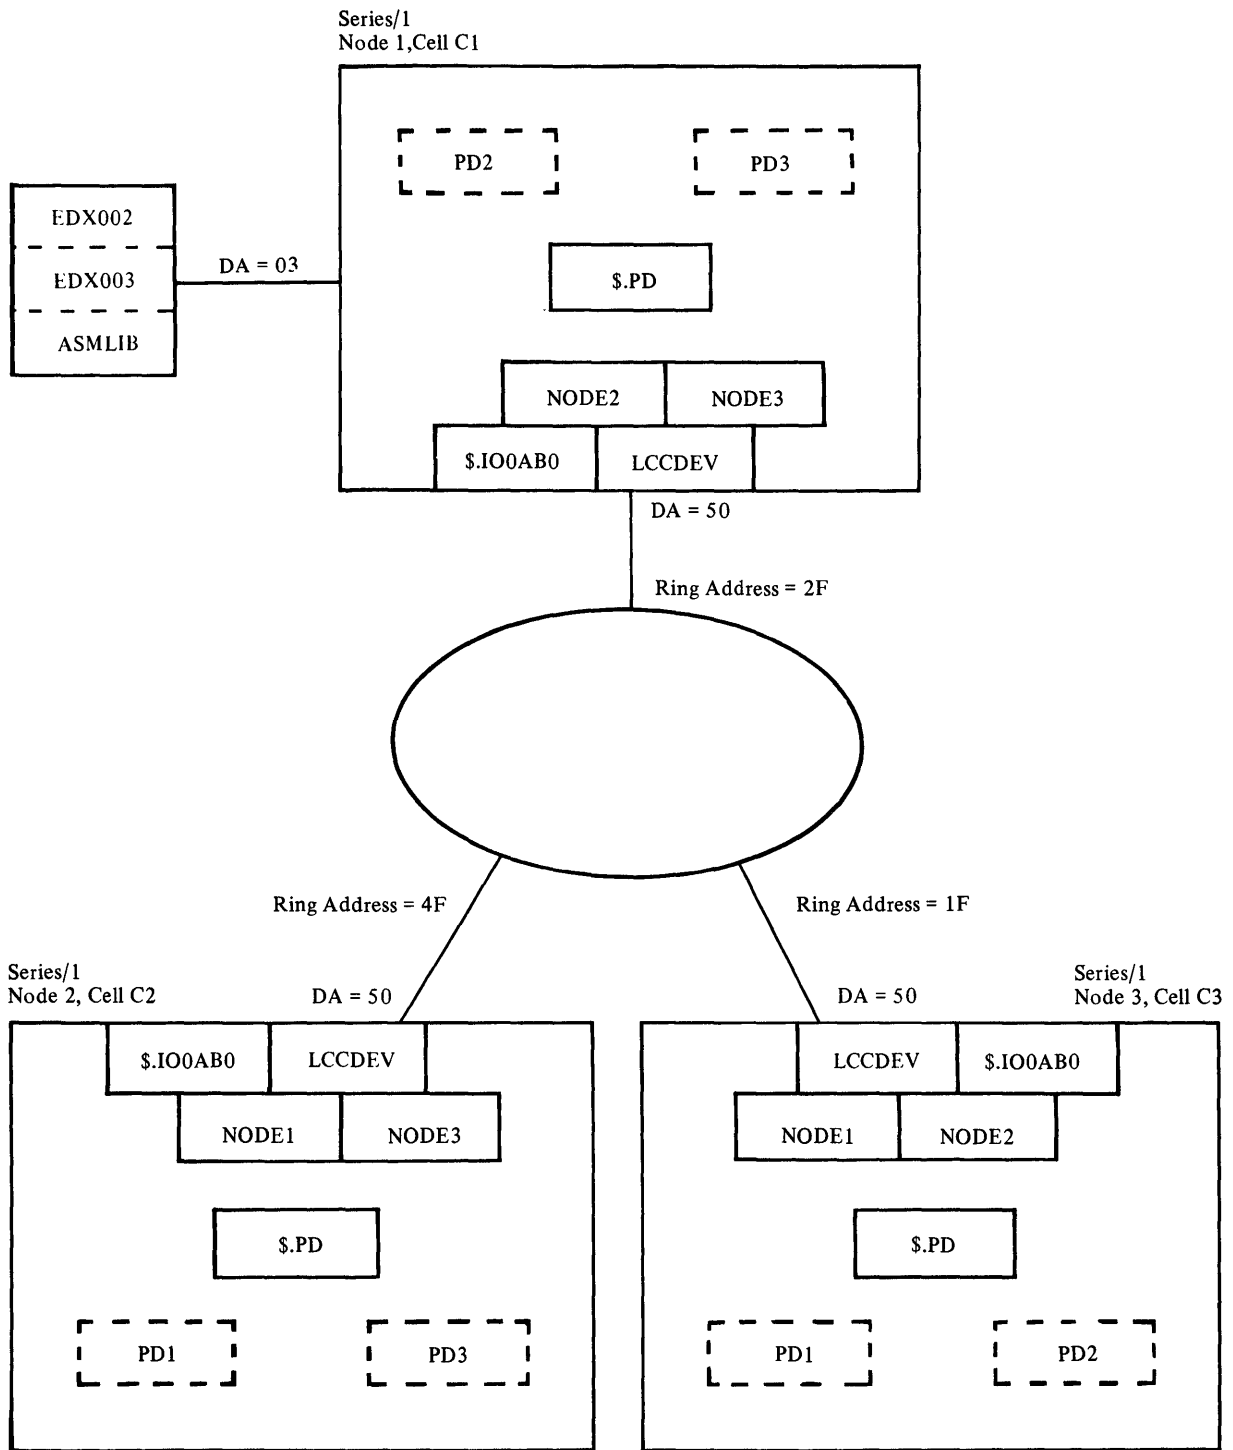 Series/1
Node 1,Cell C1
PD2
PD3
EDX002
DA = 03
EDX003
$.PD
ASMLIB
NODE2
NODE3
$.IO0AB0
LCCDEV
DA = 50
Ring Address = 2F
Ring Address = 4F
Ring Address = 1F
Series/1
Node 2, Cell C2
DA = 50
DA = 50
Series/1
Node 3, Cell C3
$.IO0AB0
LCCDEV
LCCDEV
$.IO0AB0
NODE1
NODE3
NODE1
NODE2
$.PD
$.PD
PD1
PD3
PD1
PD2